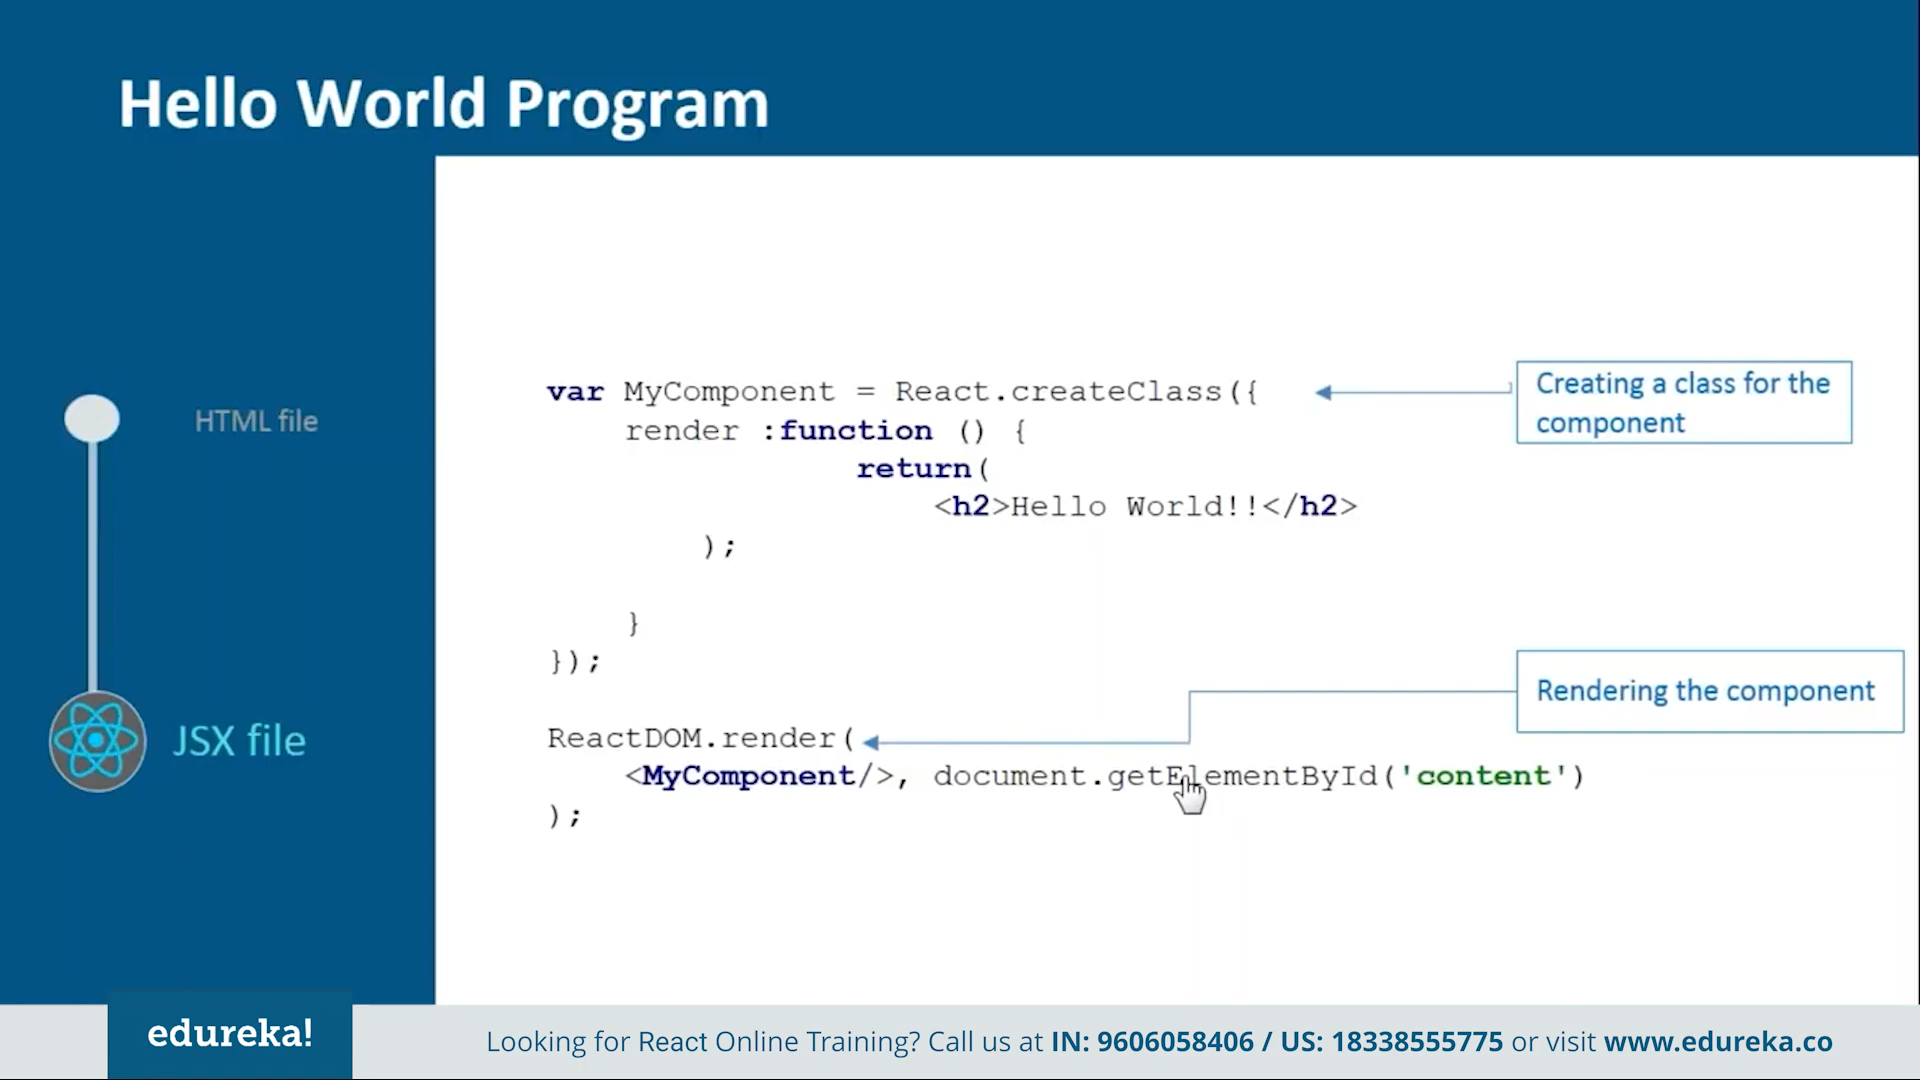 Hello World Program
HTML file
JSX file
var MyComponent = React.createClass({
render :function () {
return(
<h2>Hello World!!</h2>
);
}
});
ReactDOM.render(
<MyComponent/>, document.getElementById('content')
);
Creating a class for the
component
Rendering the component
edureka!
Looking for React Online Training? Call us at IN: 9606058406 / US: 18338555775 or visit www.edureka.co